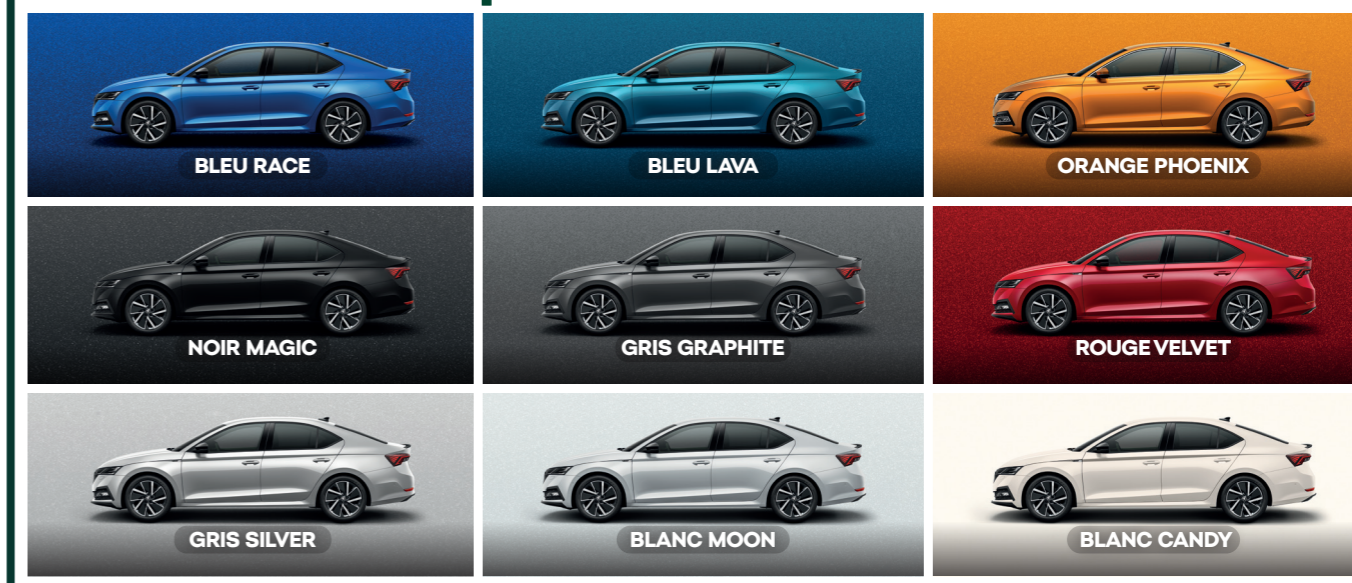 BLEU RACE
BLEU LAVA
ORANGE PHOENIX
NOIR MAGIC
GRIS GRAPHITE
ROUGE VELVET
GRIS SILVER
BLANC MOON
BLANC CANDY